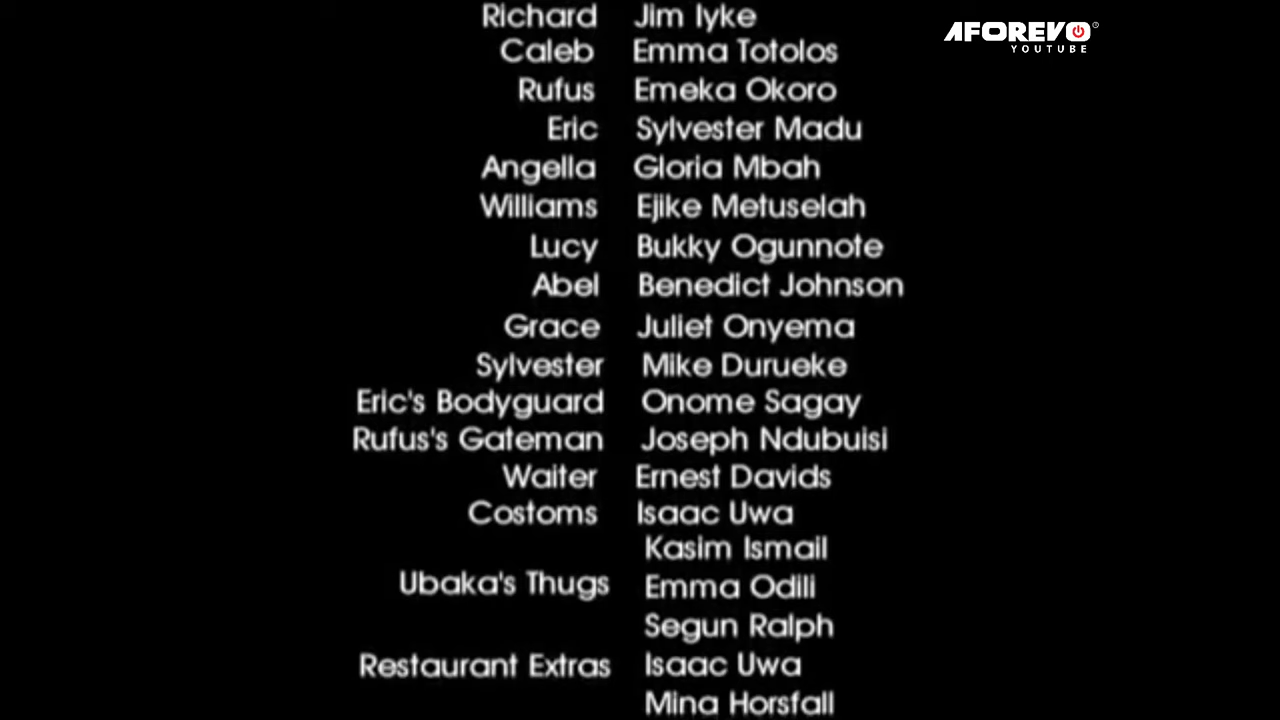 Richard Jim Iyke
AFOREVO
YOUTUBE
Caleb Emma Totolos
Rufus Emeka Okoro
Eric Sylvester Madu
Angella Gloria Mbah
Williams Ejike Metuselah
Lucy Bukky Ogunnote
Abel Benedict Johnson
Grace Juliet Onyema
Sylvester Mike Durueke
Eric's Bodyguard Onome Sagay
Rufus's Gateman Joseph Ndubuisi
Waiter Ernest Davids
Costoms Isaac Uwa
Kasim Ismail
Ubaka's Thugs Emma Odili
Segun Ralph
Restaurant Extras Isaac Uwa
Mina Horsfall